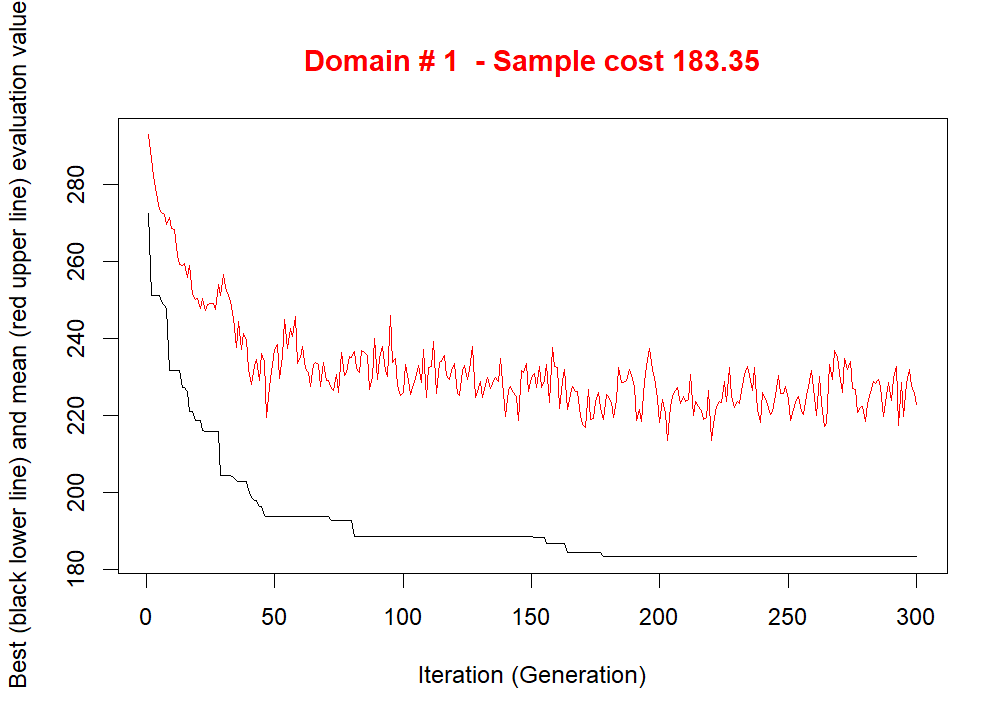 Domain # 1  - Sample cost 183.35
Best (black lower line) and mean (red upper line) evaluation value
280
260
240
220
200
180
0 50 100 150 200 250 300
Iteration (Generation)